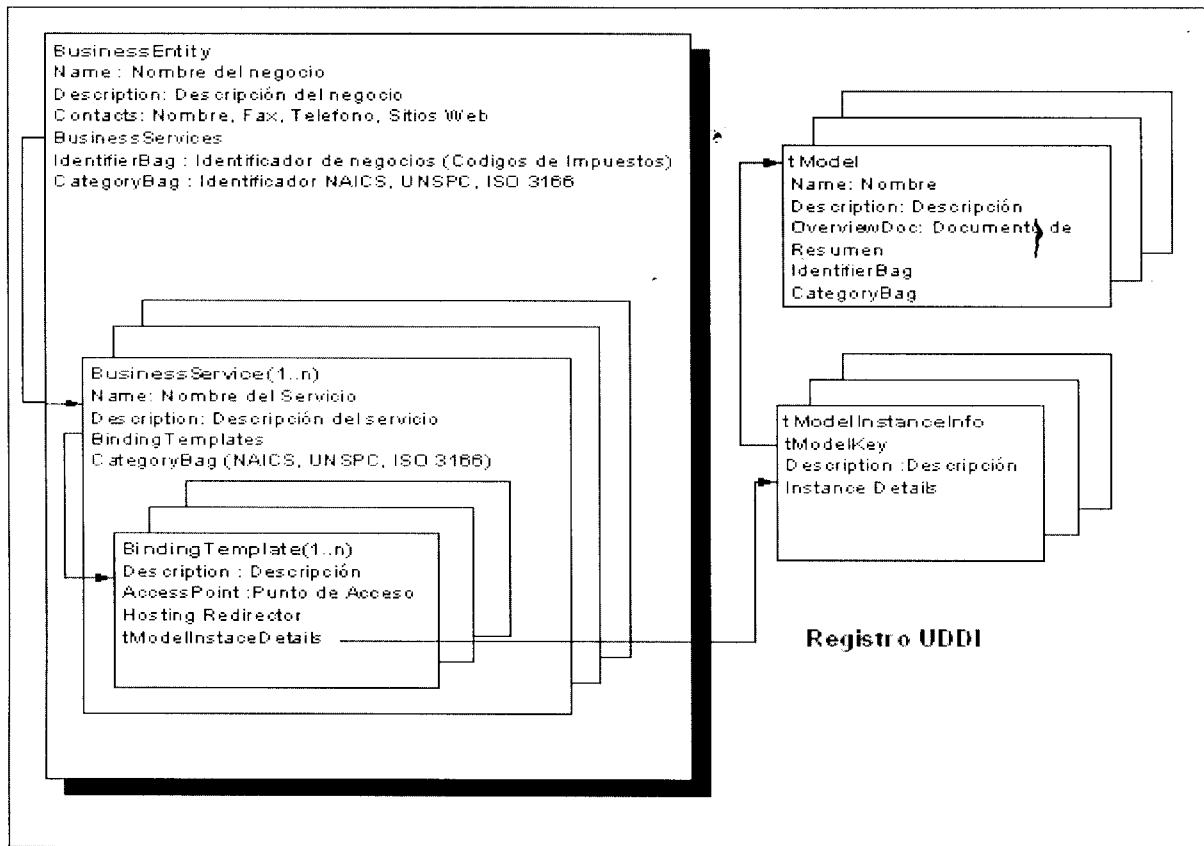 BusinessEntity
Name : Nombre del negocio
Description: Descripción del negocio
Contacts: Nombre, Fax, Telefono, Sitios Web
BusinessServices
IdentifierBag : Identificador de negocios (Codigos de Impuestos)
CategoryBag : Identificador NAICS, UNSPC, ISO 3166
BusinessService(1..n)
Name: Nombre del Servicio
Description: Descripción del servicio
BindingTemplates
CategoryBag (NAICS, UNSPC, ISO 3166)
BindingTemplate(1..n)
Description : Descripción
AccessPoint :Punto de Acceso
Hosting Redirector
tModelInstaceDetails
tModel
Name: Nombre
Description: Descripción
OverviewDoc: Documento de
Resumen
IdentifierBag
CategoryBag
tModelInstanceInfo
tModelKey
Description :Descripción
Instance Details
Registro UDDI